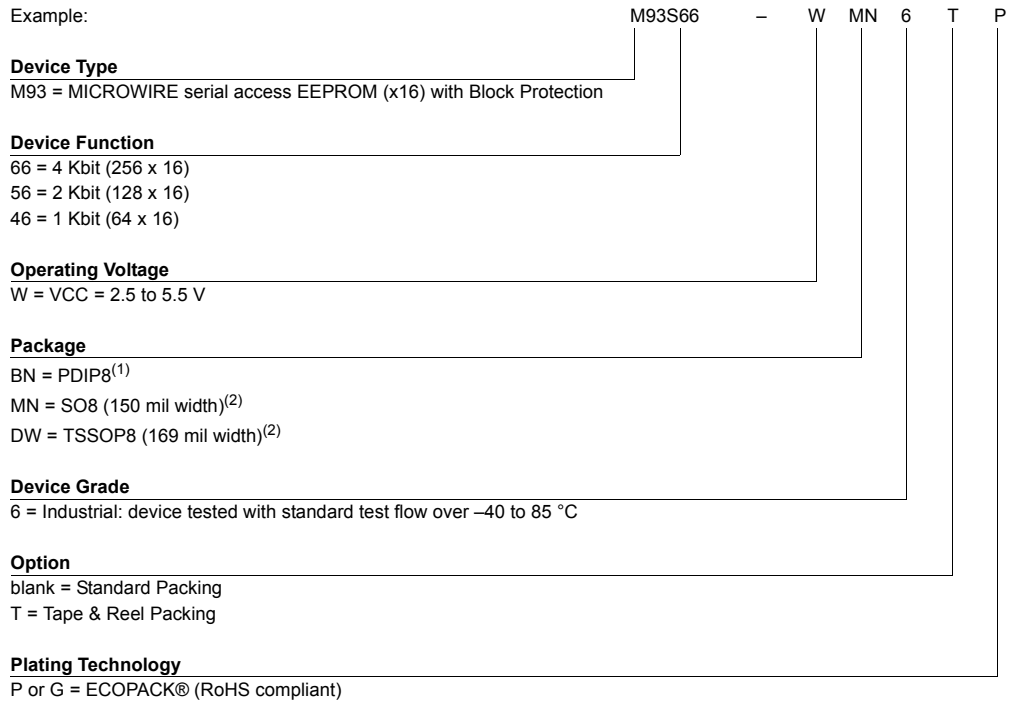 Example: M93S66 – W MN 6 T P
Device Type
M93 = MICROWIRE serial access EEPROM (x16) with Block Protection
Device Function
66 = 4 Kbit (256 x 16)
56 = 2 Kbit (128 x 16)
46 = 1 Kbit (64 x 16)
Operating Voltage
W = VCC = 2.5 to 5.5 V
Package
BN = PDIP8(1)
MN = SO8 (150 mil width)(2)
DW = TSSOP8 (169 mil width)(2)
Device Grade
6 = Industrial: device tested with standard test flow over –40 to 85 °C
Option
blank = Standard Packing
T = Tape & Reel Packing
Plating Technology
P or G = ECOPACK® (RoHS compliant)